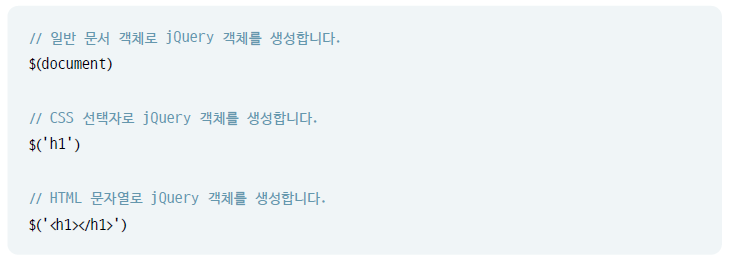 // 일반 문서 객체로 jQuery 객체를 생성합니다.
$(document)
// CSS 선택자로 jQuery 객체를 생성합니다.
$('h1')
// HTML 문자열로 jQuery 객체를 생성합니다.
$('<h1></h1>')